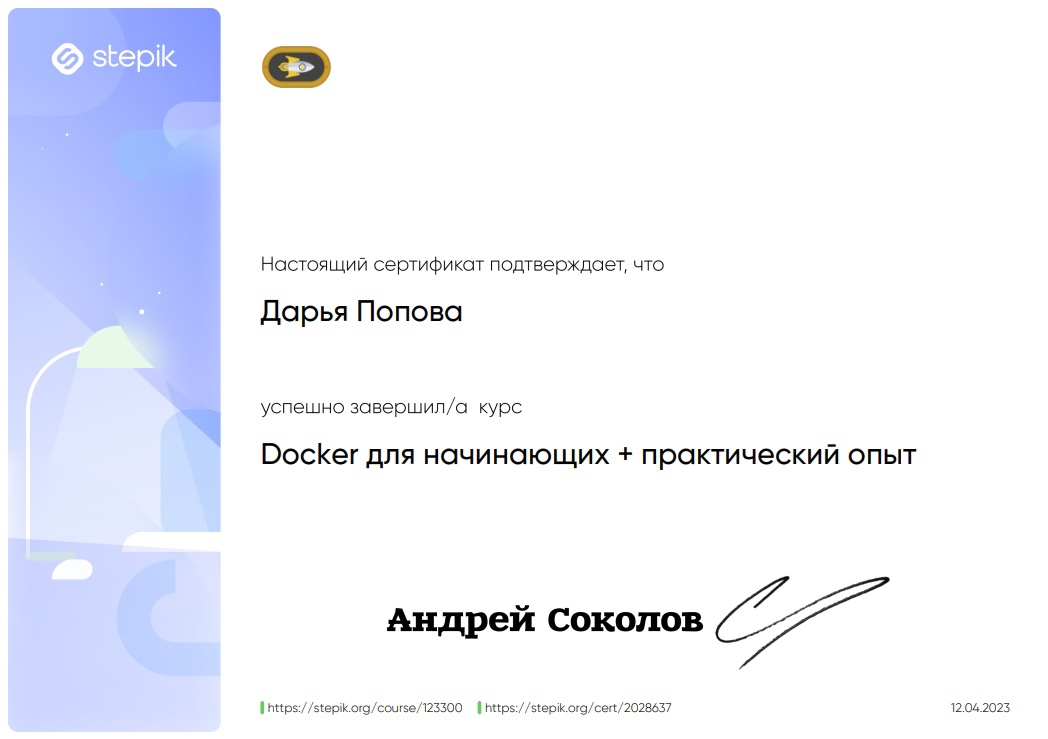 stepik
Настоящий сертификат подтверждает, что
Дарья Попова
успешно завершил/а курс
Docker для начинающих + практический опыт
Андрей Соколов
https://stepik.org/course/123300 https://stepik.org/cert/2028637 12.04.2023